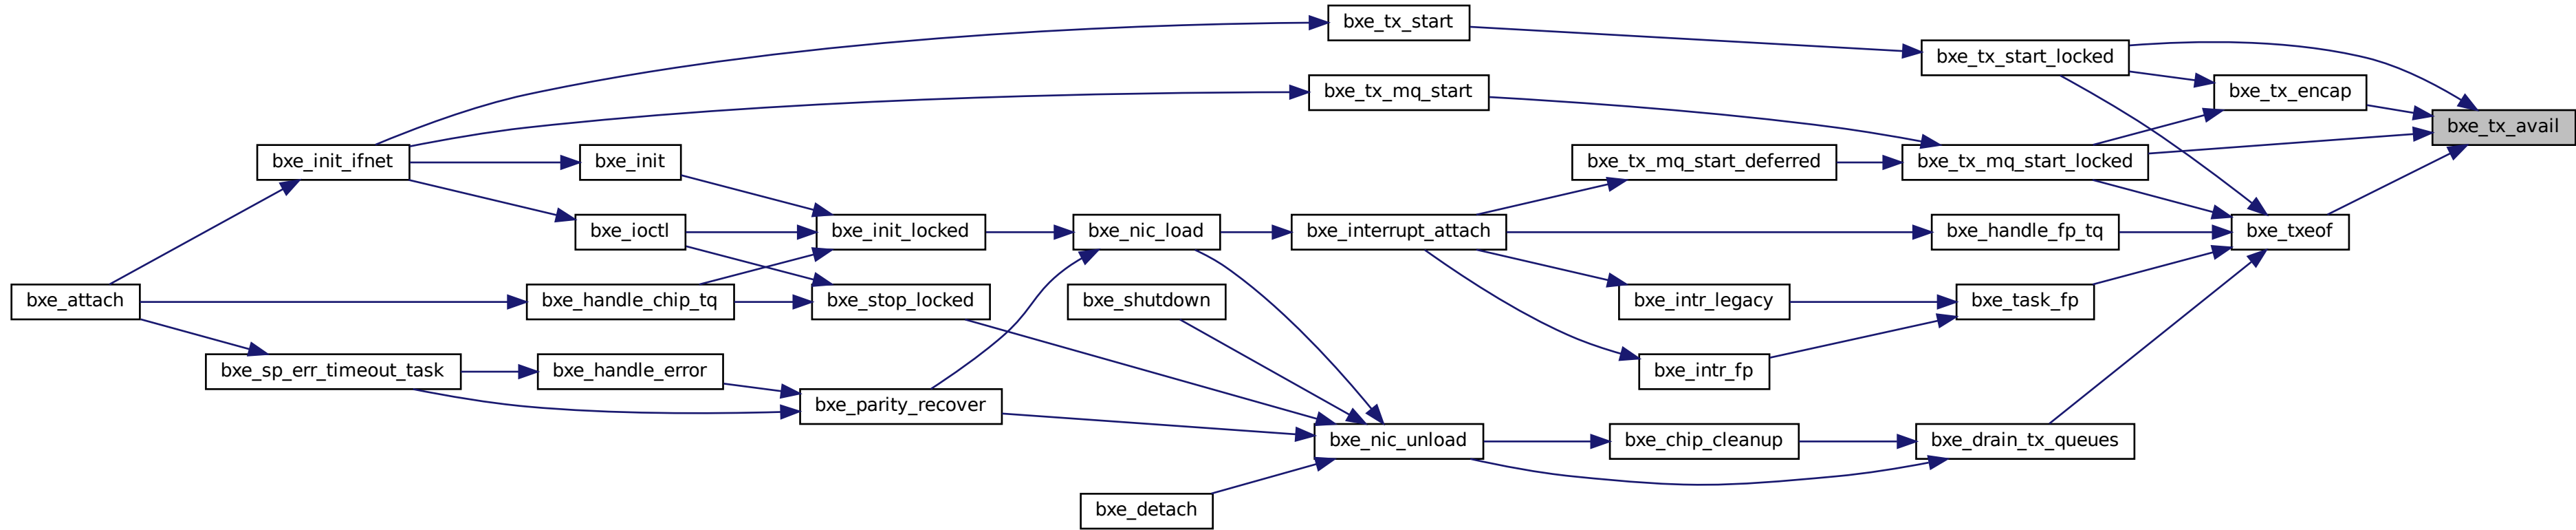 bxe_tx_start
bxe_tx_start_locked
bxe_tx_mq_start
bxe_tx_encap
bxe_tx_avail
bxe_init_ifnet
bxe_init
bxe_tx_mq_start_deferred
bxe_tx_mq_start_locked
bxe_ioctl
bxe_init_locked
bxe_nic_load
bxe_interrupt_attach
bxe_handle_fp_tq
bxe_txeof
bxe_attach
bxe_handle_chip_tq
bxe_stop_locked
bxe_shutdown
bxe_intr_legacy
bxe_task_fp
bxe_sp_err_timeout_task
bxe_handle_error
bxe_intr_fp
bxe_parity_recover
bxe_nic_unload
bxe_chip_cleanup
bxe_drain_tx_queues
bxe_detach